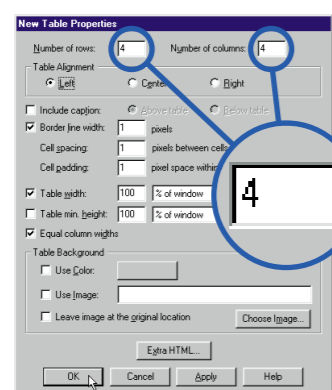 New Table Properties
Number of rows: 4 Number of columns: 4
Table Alignment
Left Center Right
Include caption: Above table Below table
Border line width: 1 pixels
Cell spacing: 1 pixels between cells
Cell padding: 1 pixel space within
4
Table width: 100 % of window
Table min. height: 100 % of window
Equal column widths
Table Background
Use Color:
Use Image:
Leave image at the original location Choose Image...
Extra HTML...
OK Cancel Apply Help